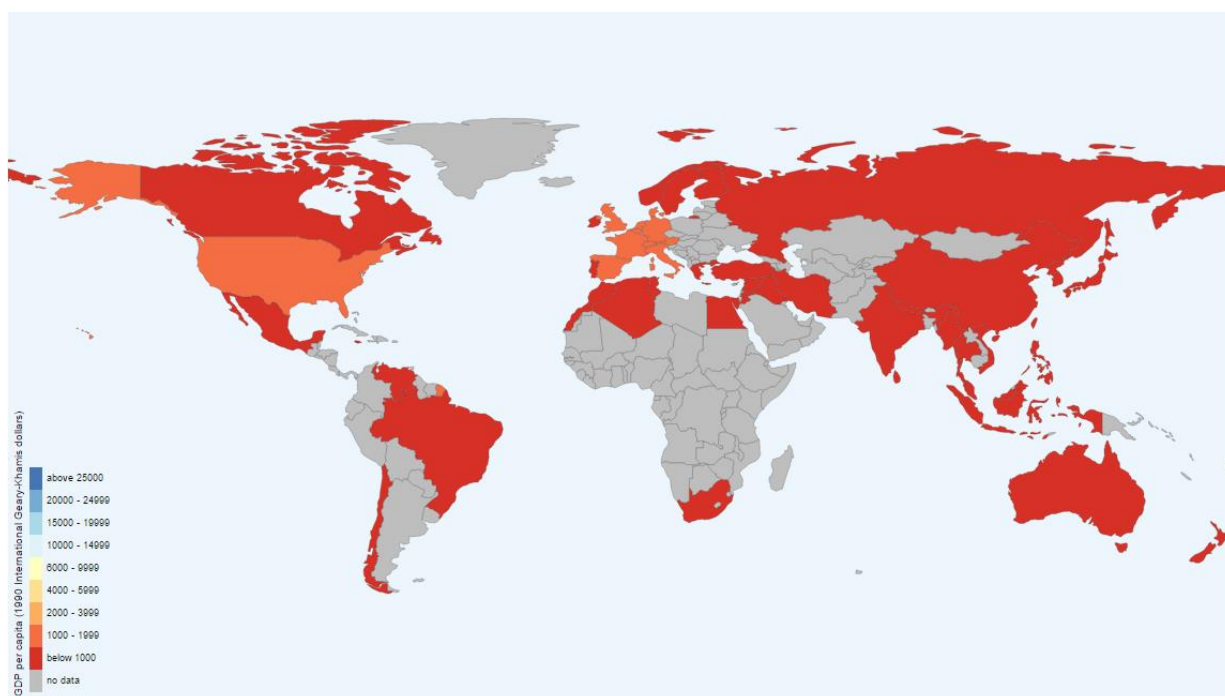 GDP per capita (1990 International Geary-Khamis dollars)
above 25000
20000 - 24999
15000 - 19999
10000 - 14999
6000 - 9999
4000 - 5999
2000 - 3999
1000 - 1999
below 1000
no data